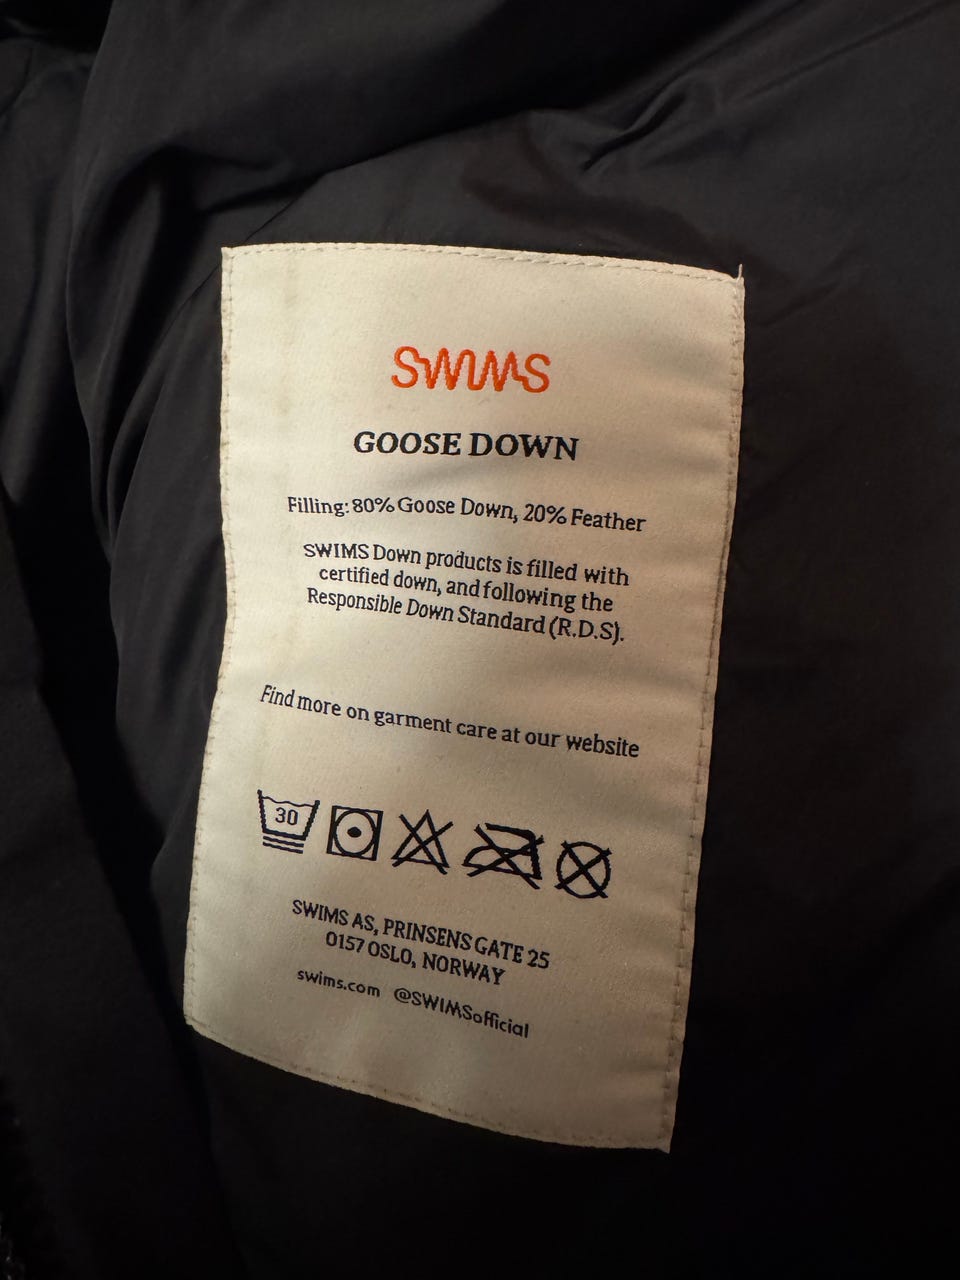 SWIMS
GOOSE DOWN
Filling: 80% Goose Down, 20% Feather
SWIMS Down products is filled with
certified down, and following the
Responsible Down Standard (R.D.S).
Find more on garment care at our website
30
SWIMS AS, PRINSENS GATE 25
0157 OSLO, NORWAY
swims.com @SWIMSofficial